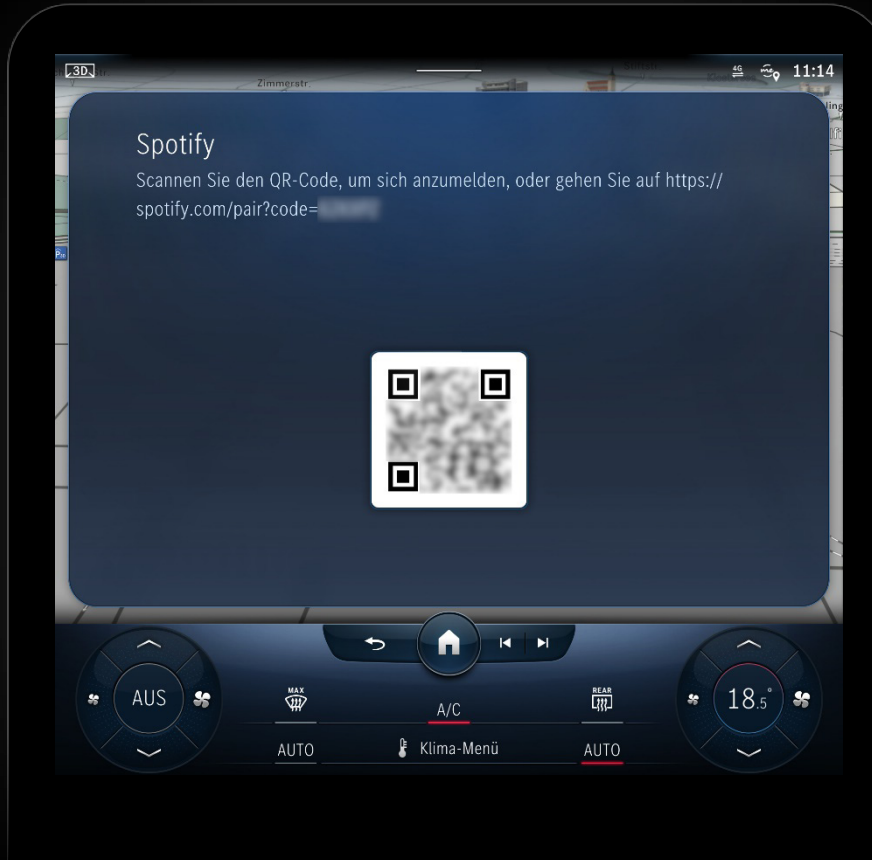 3D
Zimmerstr.
4G
11:14
Spotify
Scannen Sie den QR-Code, um sich anzumelden, oder gehen Sie auf https://
spotify.com/pair?code=
AUS
MAX
A/C
REAR
18.5°
AUTO
Klima-Menü
AUTO